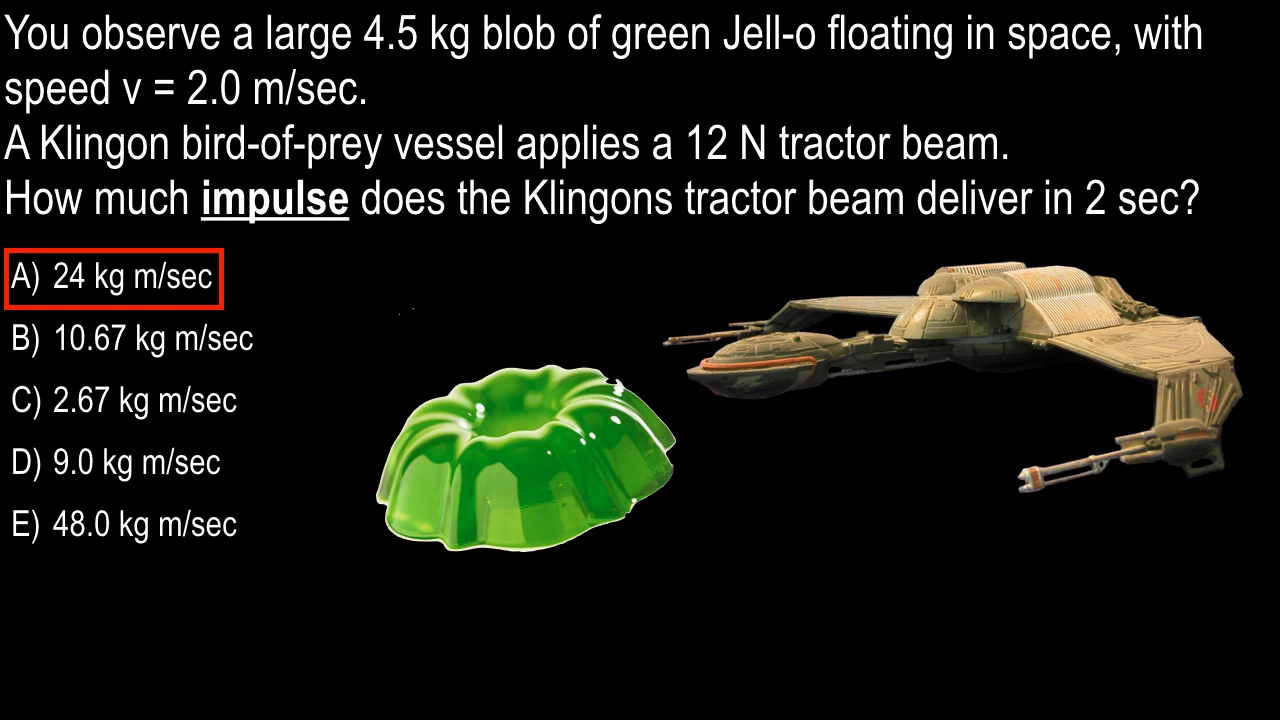 You observe a large 4.5 kg blob of green Jell-o floating in space, with
speed v = 2.0 m/sec.
A Klingon bird-of-prey vessel applies a 12 N tractor beam.
How much impulse does the Klingons tractor beam deliver in 2 sec?
A) 24 kg m/sec
B) 10.67 kg m/sec
C) 2.67 kg m/sec
D) 9.0 kg m/sec
E) 48.0 kg m/sec